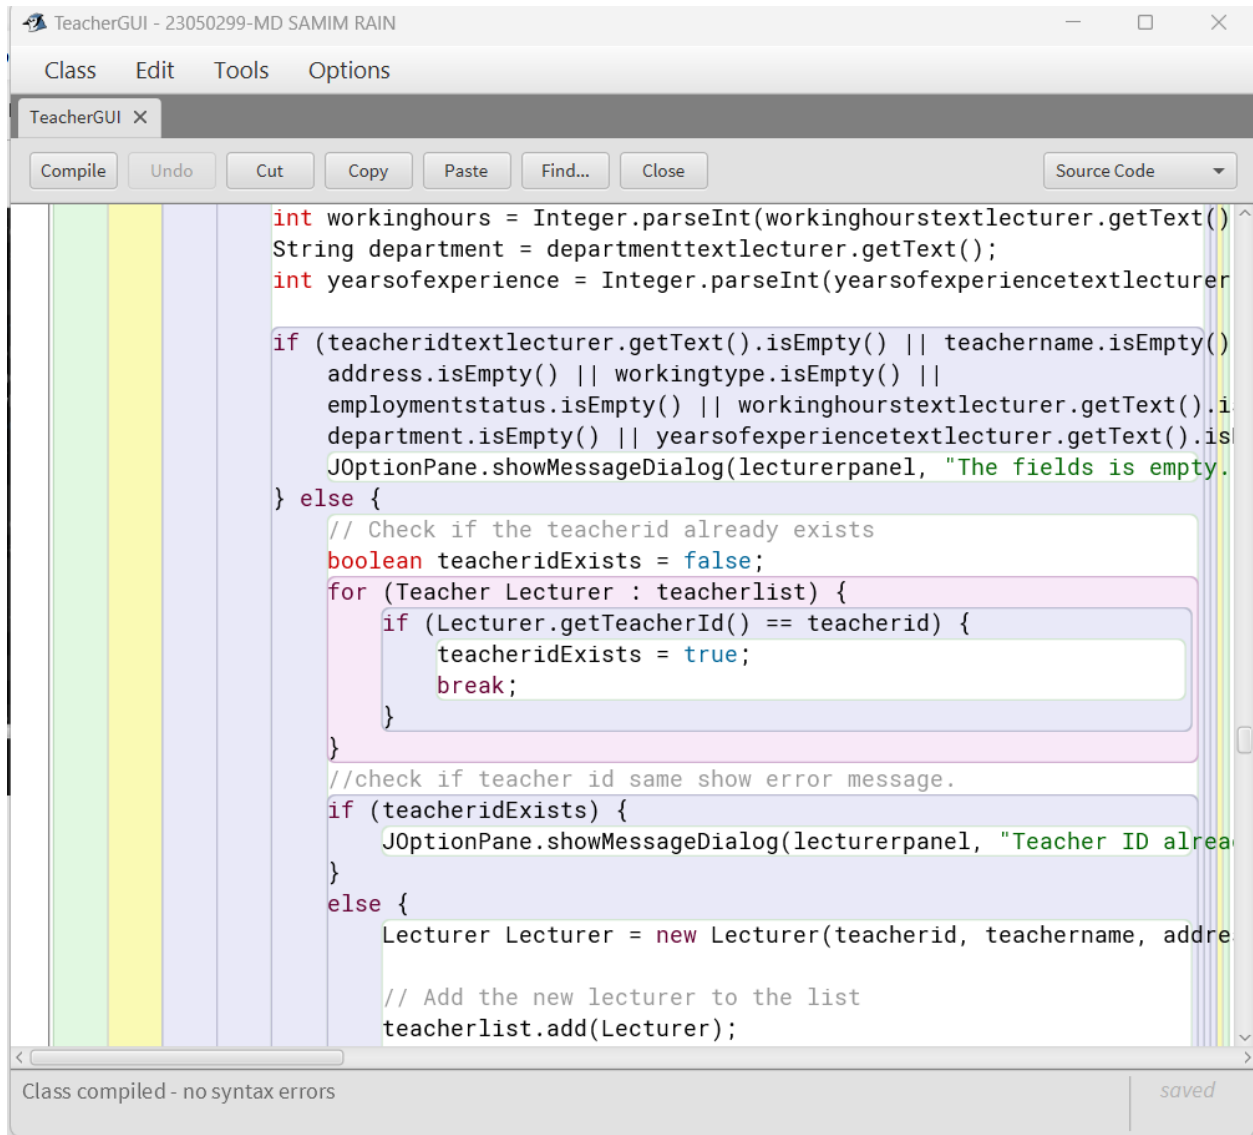 TeacherGUI - 23050299-MD SAMIM RAIN
Class Edit Tools Options
TeacherGUI
Compile Undo Cut Copy Paste Find... Close Source Code
int workinghours = Integer.parseInt(workinghourstextlecturer.getText()
String department = departmenttextlecturer.getText();
int yearsofexperience = Integer.parseInt(yearsofexperiencetextlecturer
if (teacheridtextlecturer.getText().isEmpty() || teachername.isEmpty()
address.isEmpty() || workingtype.isEmpty() ||
employmentstatus.isEmpty() || workinghourstextlecturer.getText().i
department.isEmpty() || yearsofexperiencetextlecturer.getText().is
JOptionPane.showMessageDialog(lecturerpanel, "The fields is empty.
} else {
// Check if the teacherid already exists
boolean teacheridExists = false;
for (Teacher Lecturer : teacherlist) {
if (Lecturer.getTeacherId() == teacherid) {
teacheridExists = true;
break;
}
}
//check if teacher id same show error message.
if (teacheridExists) {
JOptionPane.showMessageDialog(lecturerpanel, "Teacher ID alrea
}
else {
Lecturer Lecturer = new Lecturer(teacherid, teachername, addre
// Add the new lecturer to the list
teacherlist.add(Lecturer);
Class compiled - no syntax errors
saved